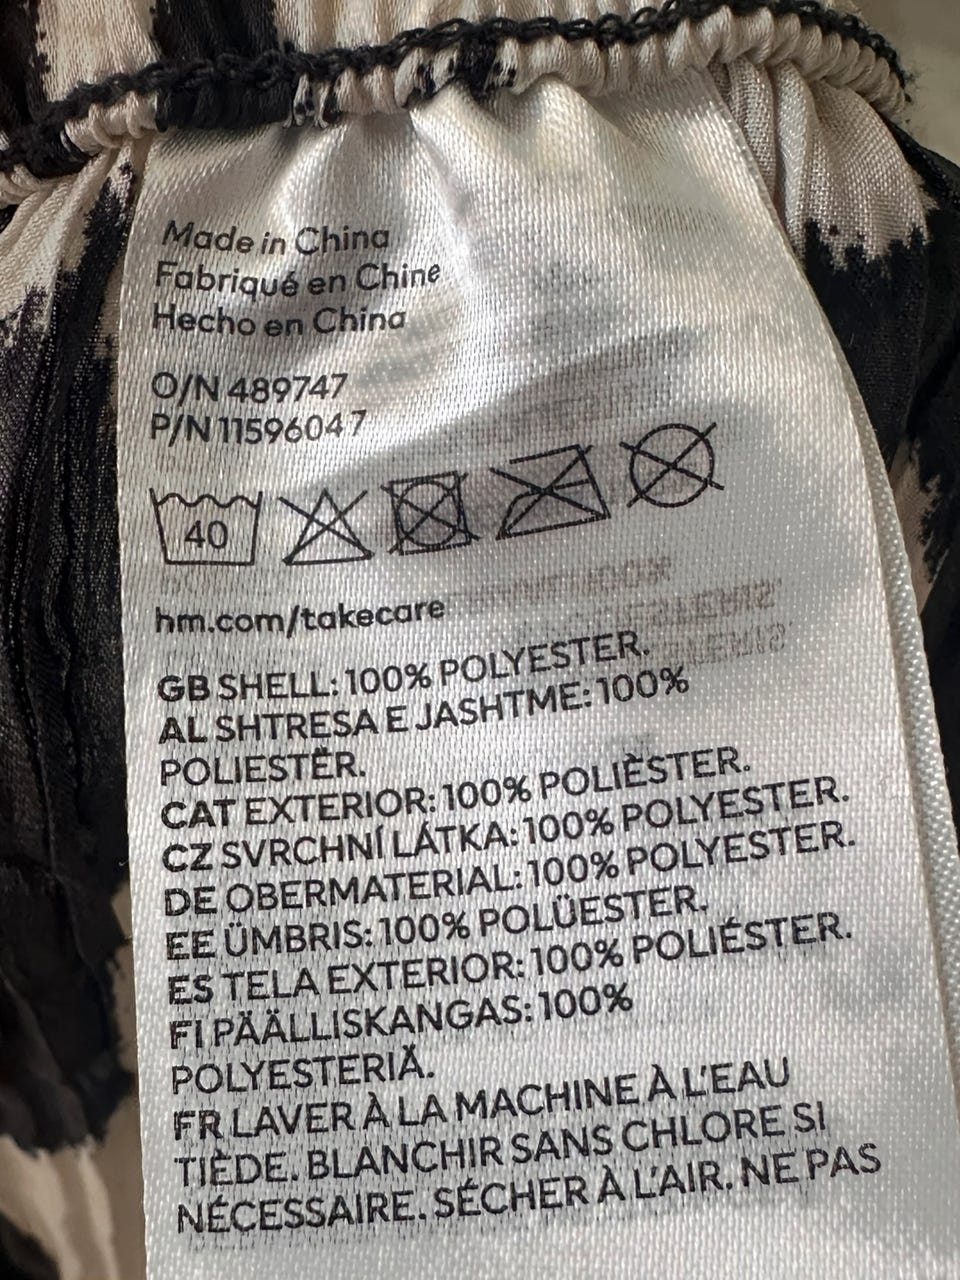 Made in China
Fabriqué en Chine
Hecho en China
O/N 489747
P/N 11596047
40
hm.com/takecare
GB SHELL: 100% POLYESTER.
AL SHTRESA E JASHTME: 100%
POLIESTËR.
CAT EXTERIOR: 100% POLIÈSTER.
CZ SVRCHNÍ LÁTKA: 100% POLYESTER.
DE OBERMATERIAL: 100% POLYESTER.
EE ÜMBRIS: 100% POLÜESTER.
ES TELA EXTERIOR: 100% POLIÉSTER.
FI PÄÄLLISKANGAS: 100%
POLYESTERIÄ.
FR LAVER À LA MACHINE À L'EAU
TIÈDE. BLANCHIR SANS CHLORE SI
NÉCESSAIRE. SÉCHER À L'AIR. NE PAS